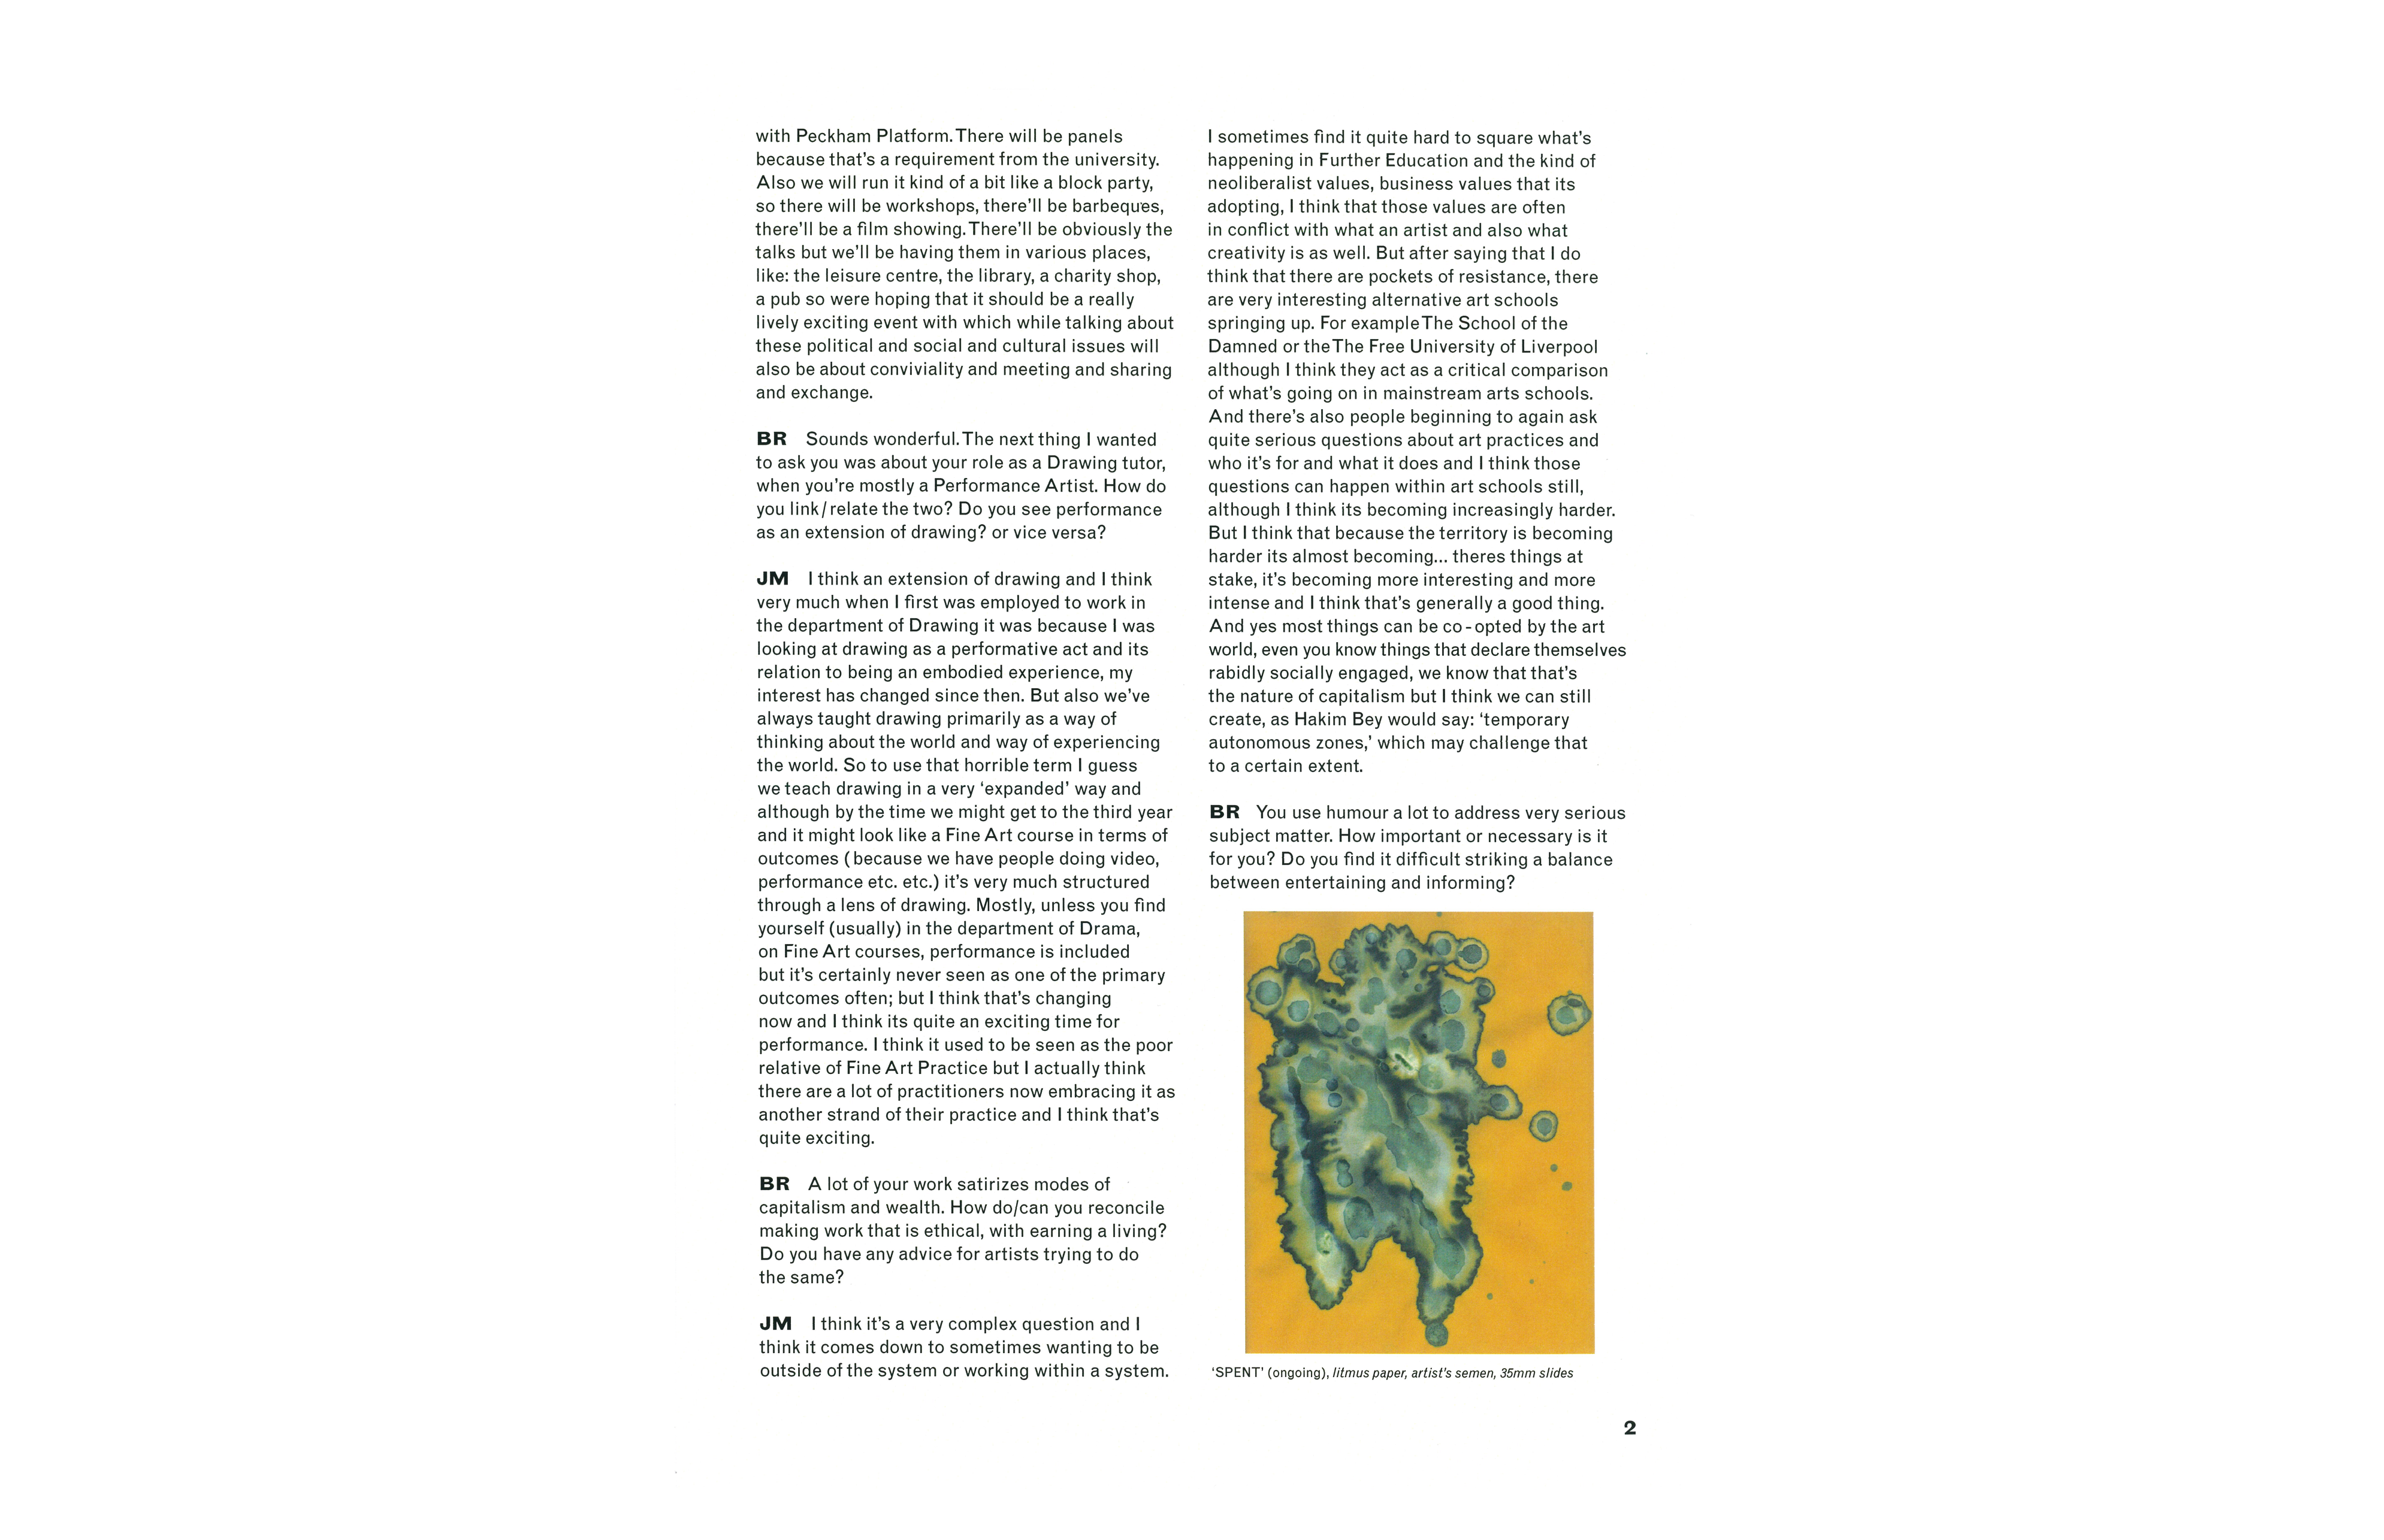 with Peckham Platform. There will be panels
because that's a requirement from the university.
Also we will run it kind of a bit like a block party,
so there will be workshops, there'll be barbeques,
there'll be a film showing. There'll be obviously the
talks but we'll be having them in various places,
like: the leisure centre, the library, a charity shop,
a pub so were hoping that it should be a really
lively exciting event with which while talking about
these political and social and cultural issues will
also be about conviviality and meeting and sharing
and exchange.
BR Sounds wonderful. The next thing I wanted
to ask you was about your role as a Drawing tutor,
when you're mostly a Performance Artist. How do
you link/relate the two? Do you see performance
as an extension of drawing? or vice versa?
JM I think an extension of drawing and I think
very much when I first was employed to work in
the department of Drawing it was because I was
looking at drawing as a performative act and its
relation to being an embodied experience, my
interest has changed since then. But also we've
always taught drawing primarily as a way of
thinking about the world and way of experiencing
the world. So to use that horrible term I guess
we teach drawing in a very 'expanded' way and
although by the time we might get to the third year
and it might look like a Fine Art course in terms of
outcomes (because we have people doing video,
performance etc. etc.) it's very much structured
through a lens of drawing. Mostly, unless you find
yourself (usually) in the department of Drama,
on Fine Art courses, performance is included
but it's certainly never seen as one of the primary
outcomes often; but I think that's changing
now and I think its quite an exciting time for
performance. I think it used to be seen as the poor
relative of Fine Art Practice but I actually think
there are a lot of practitioners now embracing it as
another strand of their practice and I think that's
quite exciting.
BR A lot of your work satirizes modes of
capitalism and wealth. How do/can you reconcile
making work that is ethical, with earning a living?
Do you have any advice for artists trying to do
the same?
JM I think it's a very complex question and I
think it comes down to sometimes wanting to be
outside of the system or working within a system.
I sometimes find it quite hard to square what's
happening in Further Education and the kind of
neoliberalist values, business values that its
adopting, I think that those values are often
in conflict with what an artist and also what
creativity is as well. But after saying that I do
think that there are pockets of resistance, there
are very interesting alternative art schools
springing up. For example The School of the
Damned or the The Free University of Liverpool
although I think they act as a critical comparison
of what's going on in mainstream arts schools.
And there's also people beginning to again ask
quite serious questions about art practices and
who it's for and what it does and I think those
questions can happen within art schools still,
although I think its becoming increasingly harder.
But I think that because the territory is becoming
harder its almost becoming... theres things at
stake, it's becoming more interesting and more
intense and I think that's generally a good thing.
And yes most things can be co-opted by the art
world, even you know things that declare themselves
rabidly socially engaged, we know that that's
the nature of capitalism but I think we can still
create, as Hakim Bey would say: 'temporary
autonomous zones,' which may challenge that
to a certain extent.
BR You use humour a lot to address very serious
subject matter. How important or necessary is it
for you? Do you find it difficult striking a balance
between entertaining and informing?
'SPENT' (ongoing), litmus paper, artist's semen, 35mm slides
2